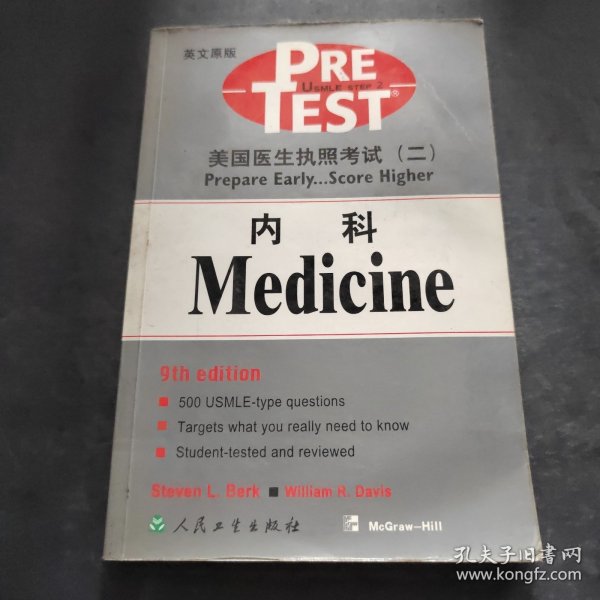 英文原版
PRE
USMLE STEP 2
TEST®
美国医生执照考试（二）
Prepare Early...Score Higher
内 科
Medicine
9th edition
■ 500 USMLE-type questions
■ Targets what you really need to know
■ Student-tested and reviewed
Steven L. Berk ■ William R. Davis
人民卫生出版社
McGraw-Hill
孔夫子旧书网
www.kongfz.com